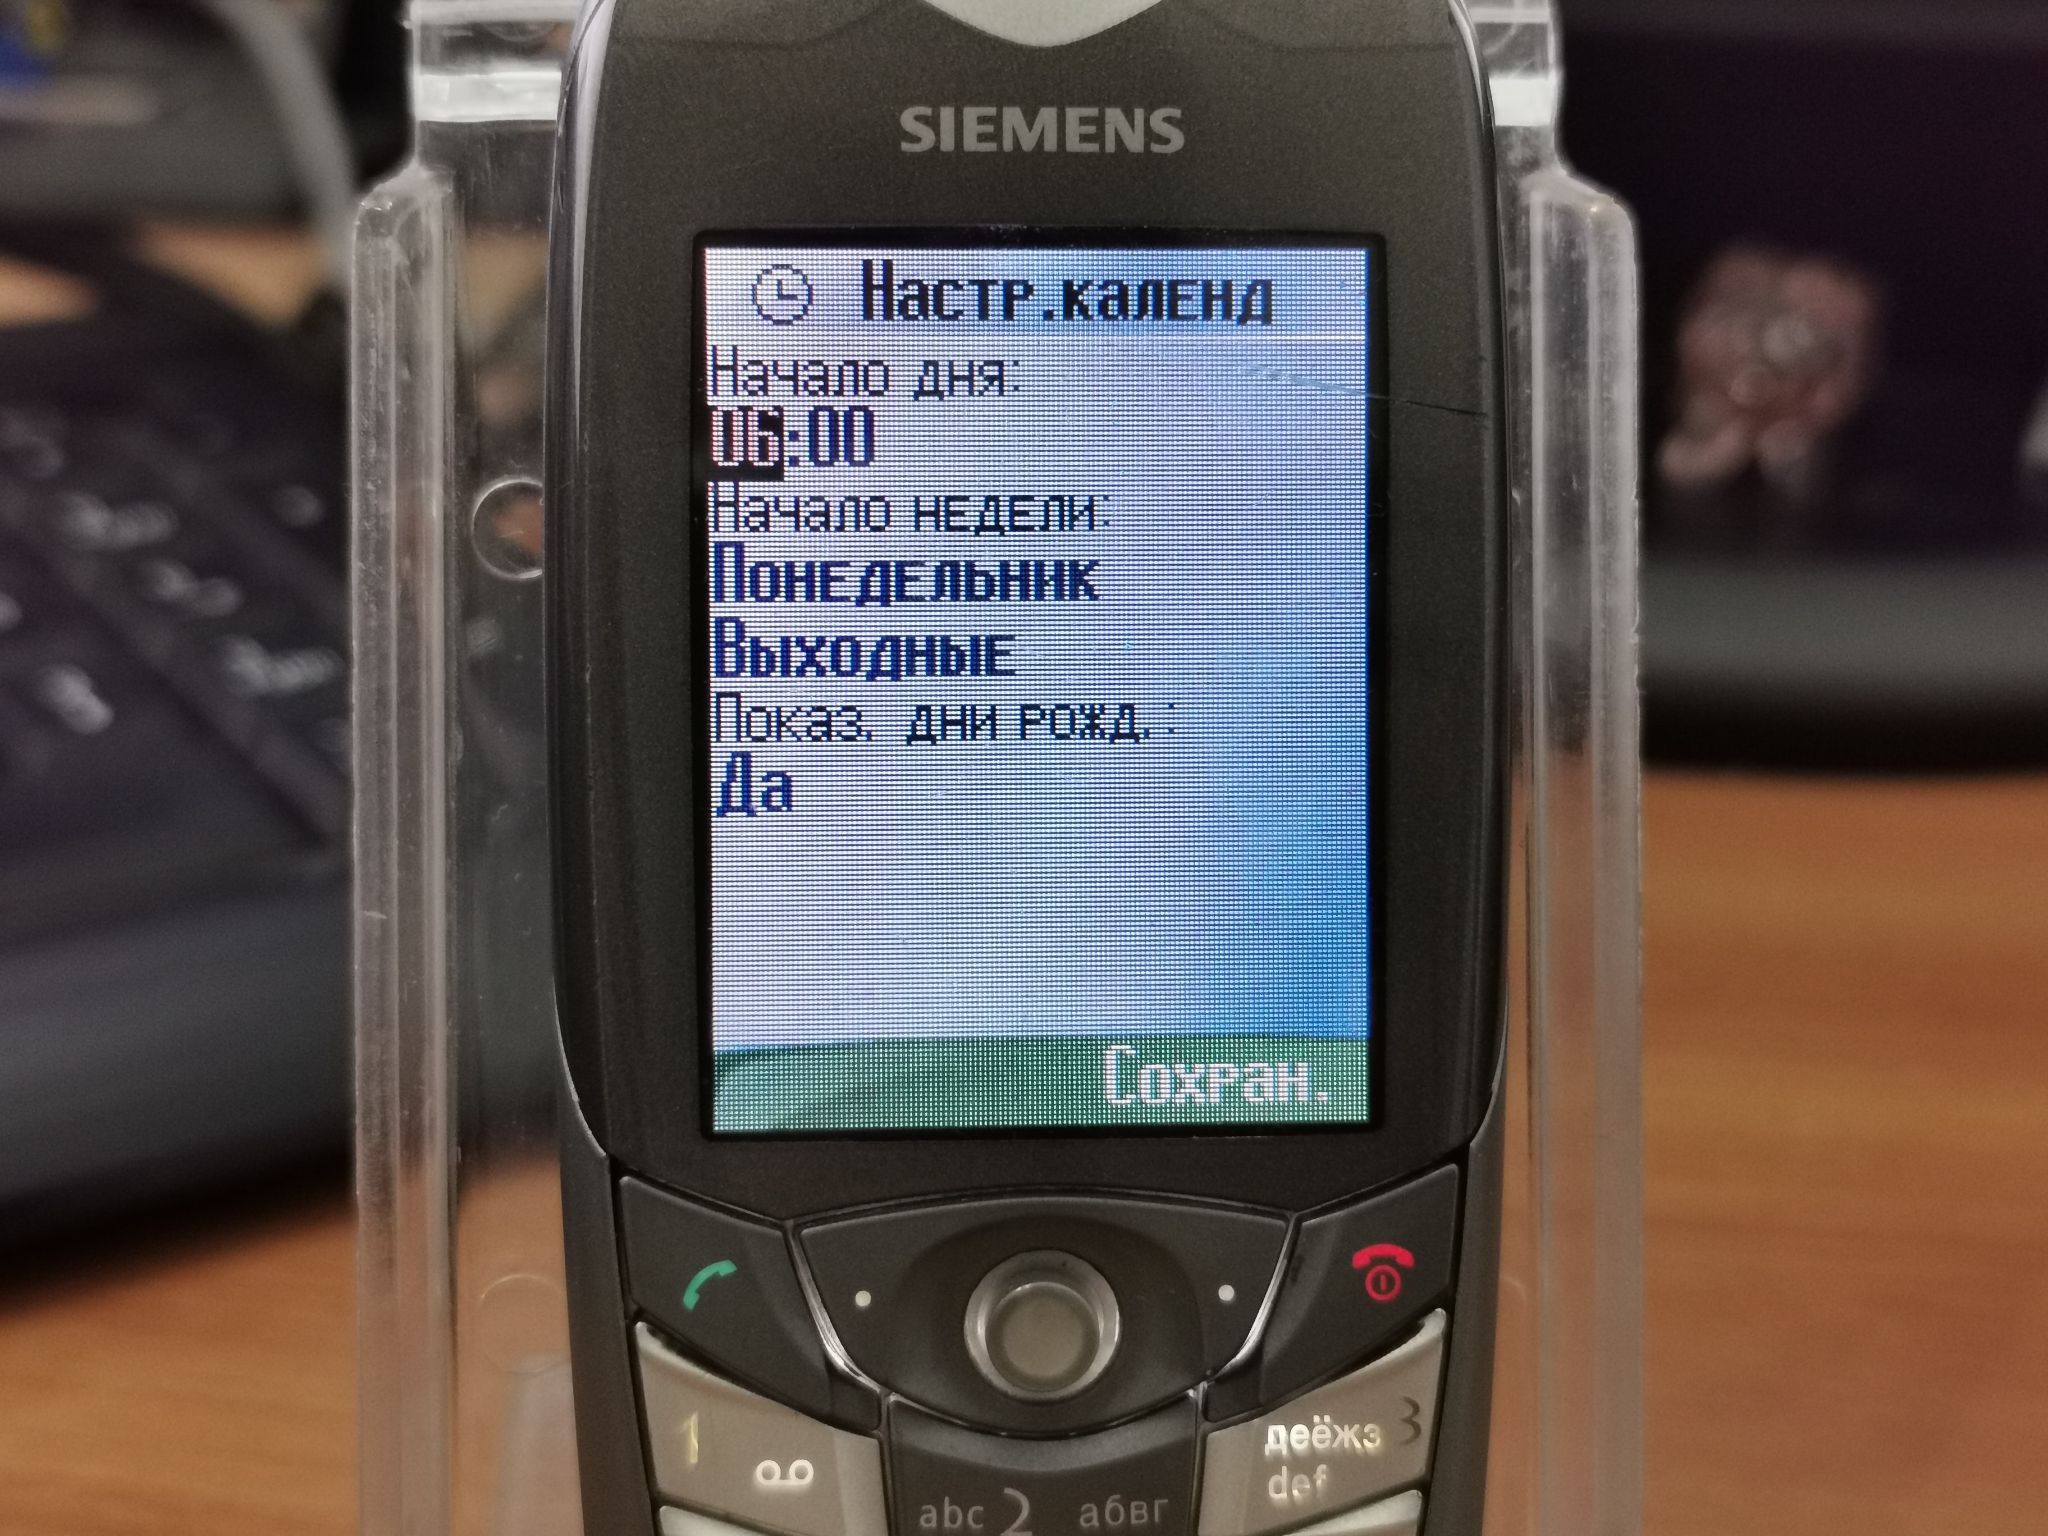 SIEMENS
Настр.календ
Начало дня:
06:00
Начало недели:
Понедельник
Выходные
Показ. дни рожд.:
Да
Сохран.
1
abc 2 абвг
деёжз 3
def